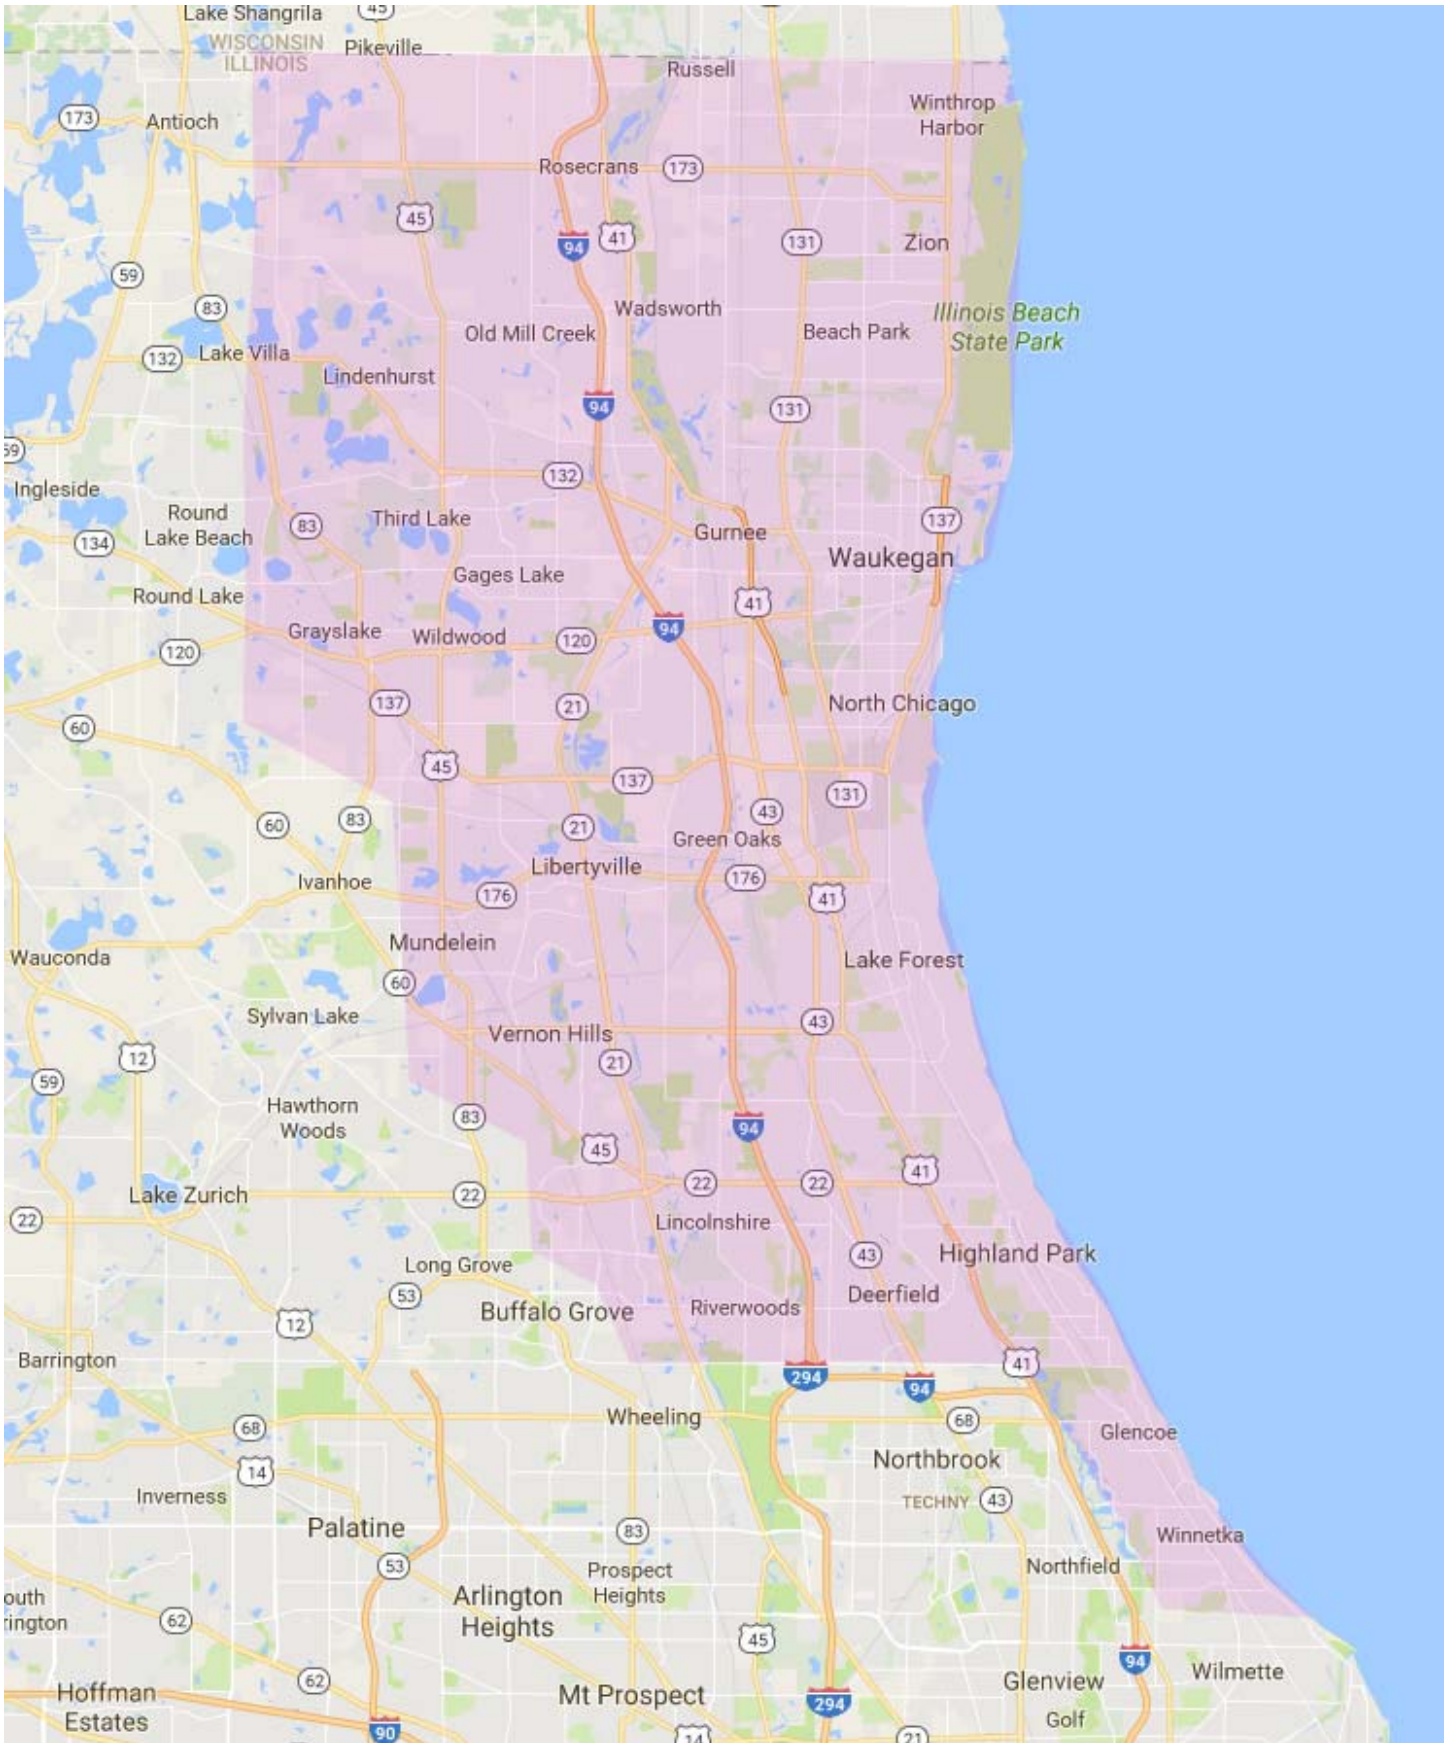 Lake Shangrila
45
WISCONSIN
ILLINOIS
Pikeville
Russell
Winthrop
Harbor
173
Antioch
Rosecrans
173
45
94
41
131
Zion
59
83
Wadsworth
Illinois Beach
State Park
Old Mill Creek
Beach Park
132
Lake Villa
Lindenhurst
94
131
59
132
Ingleside
Round
Lake Beach
83
Third Lake
137
134
Gurnee
Waukegan
Gages Lake
Round Lake
41
94
Grayslake
Wildwood
120
120
137
21
North Chicago
60
45
137
131
43
60
83
21
Green Oaks
Libertyville
Ivanhoe
176
176
41
Mundelein
Wauconda
Lake Forest
60
Sylvan Lake
43
Vernon Hills
12
21
59
Hawthorn
Woods
83
94
45
41
22
22
Lake Zurich
22
22
Lincolnshire
Highland Park
43
Long Grove
53
Deerfield
Riverwoods
Buffalo Grove
12
Barrington
41
294
94
Wheeling
68
68
Glencoe
Northbrook
14
Inverness
TECHNY
43
Palatine
83
Winnetka
53
Northfield
Prospect
Heights
Arlington
Heights
outh
rington
62
45
94
Wilmette
62
Glenview
Hoffman
Estates
Mt Prospect
294
Golf
90
14
21